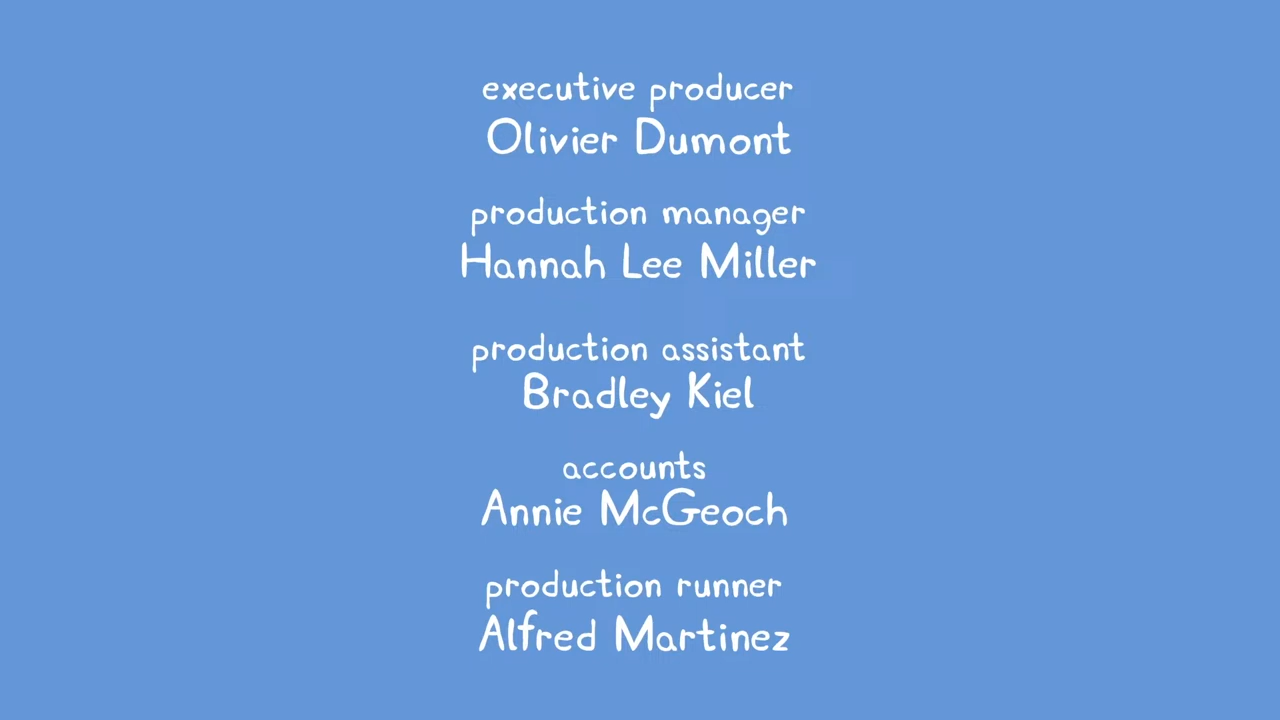 executive producer
Olivier Dumont
production manager
Hannah Lee Miller
production assistant
Bradley Kiel
accounts
Annie McGeoch
production runner
Alfred Martinez